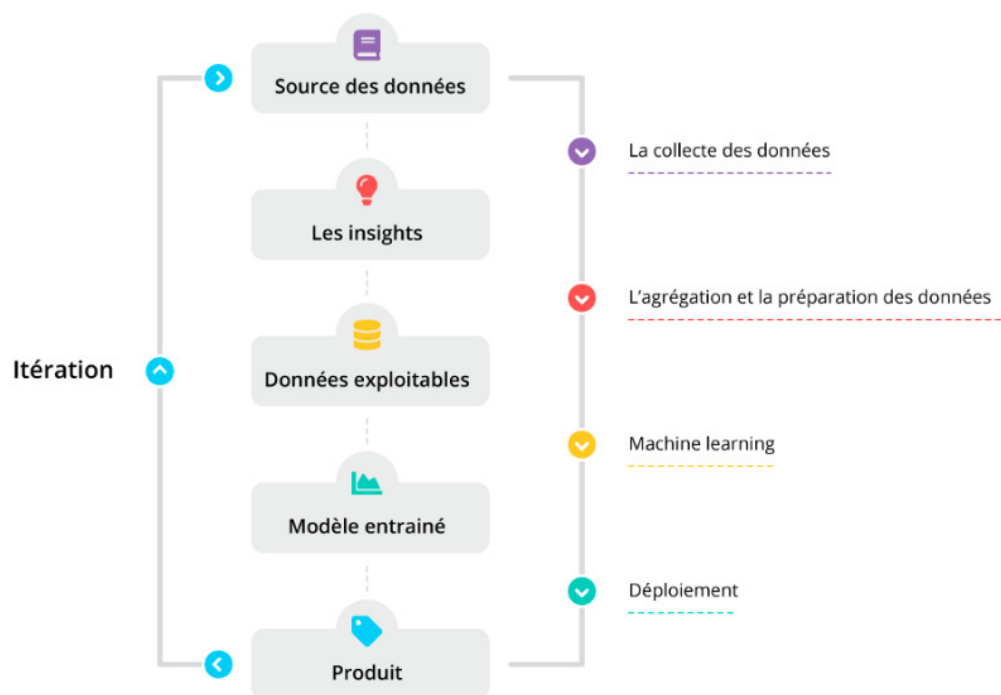 Source des données
La collecte des données
Les insights
L'agrégation et la préparation des données
Itération
Données exploitables
Machine learning
Modèle entrainé
Déploiement
Produit